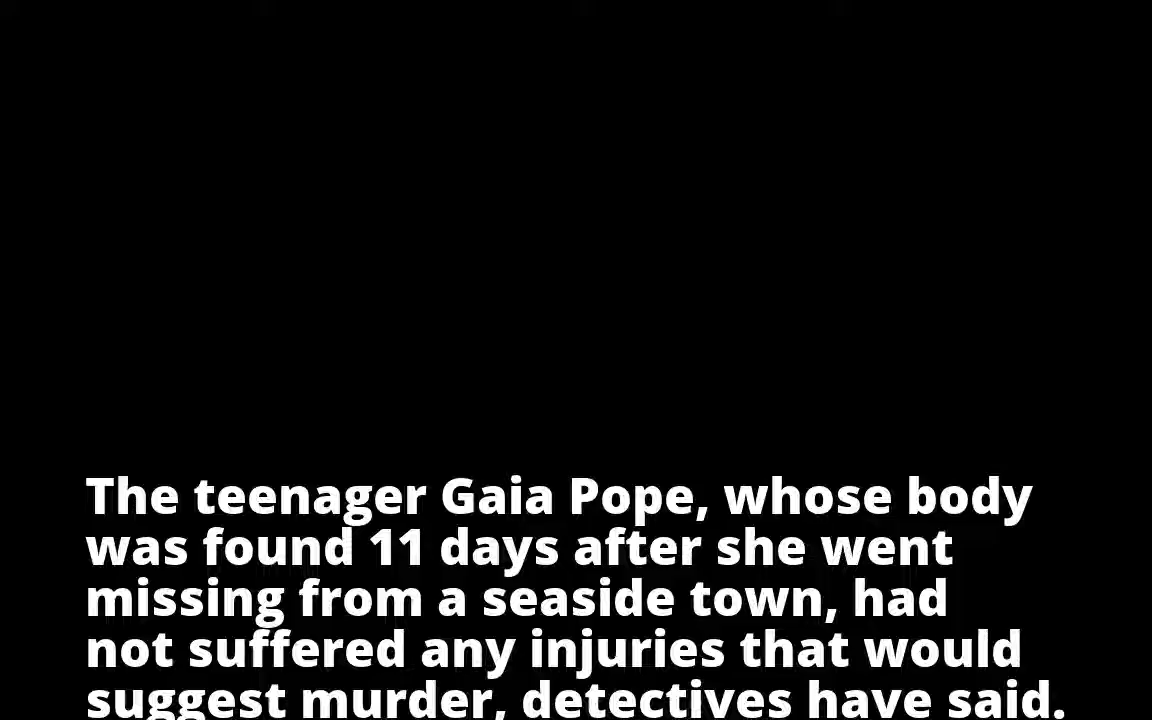 The teenager Gaia Pope, whose body
was found 11 days after she went
missing from a seaside town, had
not suffered any injuries that would
suggest murder, detectives have said.